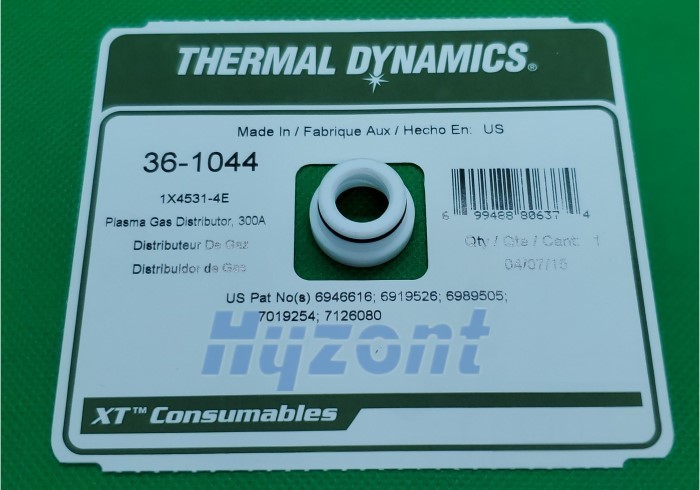 THERMAL DYNAMICS®
Made In / Fabrique Aux / Hecho En: US
36-1044
1X4531-4E
Plasma Gas Distributor, 300A
Distributeur De Gaz
Distribuidor de Gas
6 99488 80637 4
Qty / Qte / Cant: 1
04/07/15
US Pat No(s) 6946616; 6919526; 6989505;
7019254; 7126080
Hyzont
XT™ Consumables